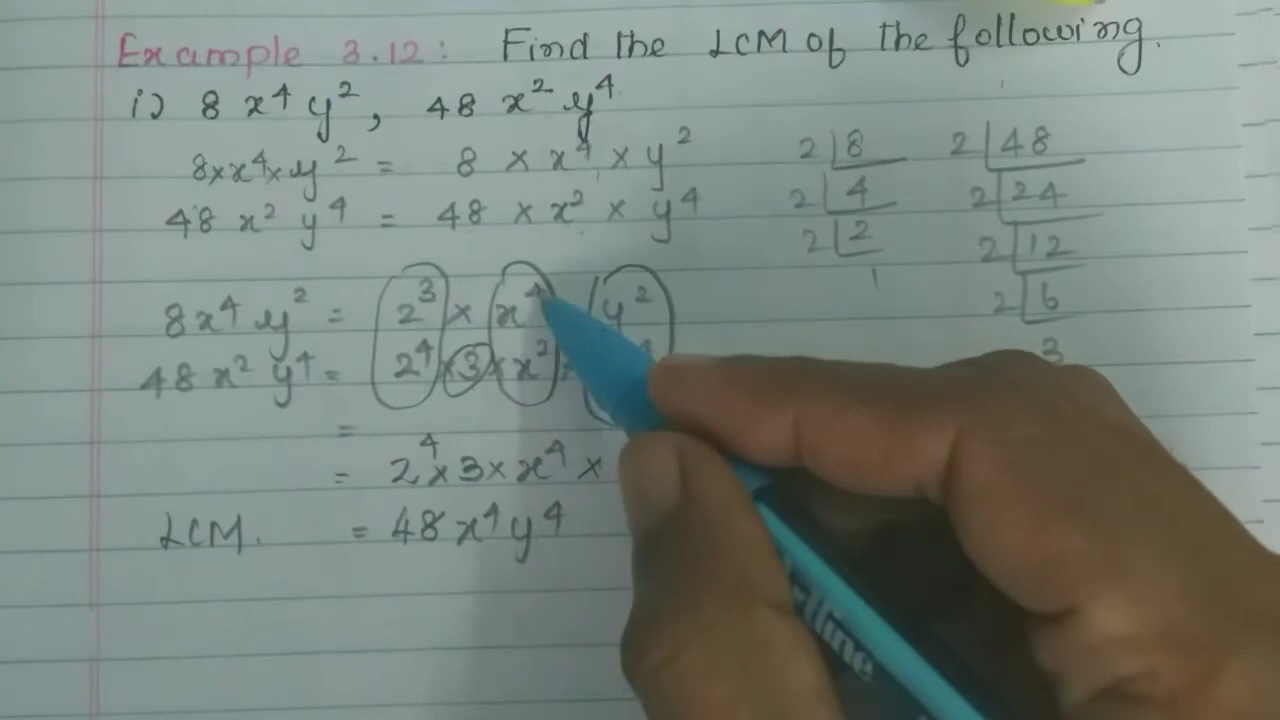 Example 3.12: Find the LCM of the following.
i) 8 x⁴ y², 48 x² y⁴
8×x⁴×y² = 8 × x⁴ × y²
48 x² y⁴ = 48 × x² × y⁴
2 8
2 4
2 2
1
2 48
2 24
2 12
2 6
3
8x⁴ y² = 2³ × x⁴ y²
48 x² y⁴ = 2⁴ × 3 × x² ×
=
= 2⁴ × 3 × x⁴ ×
LCM. = 48 x⁴ y⁴